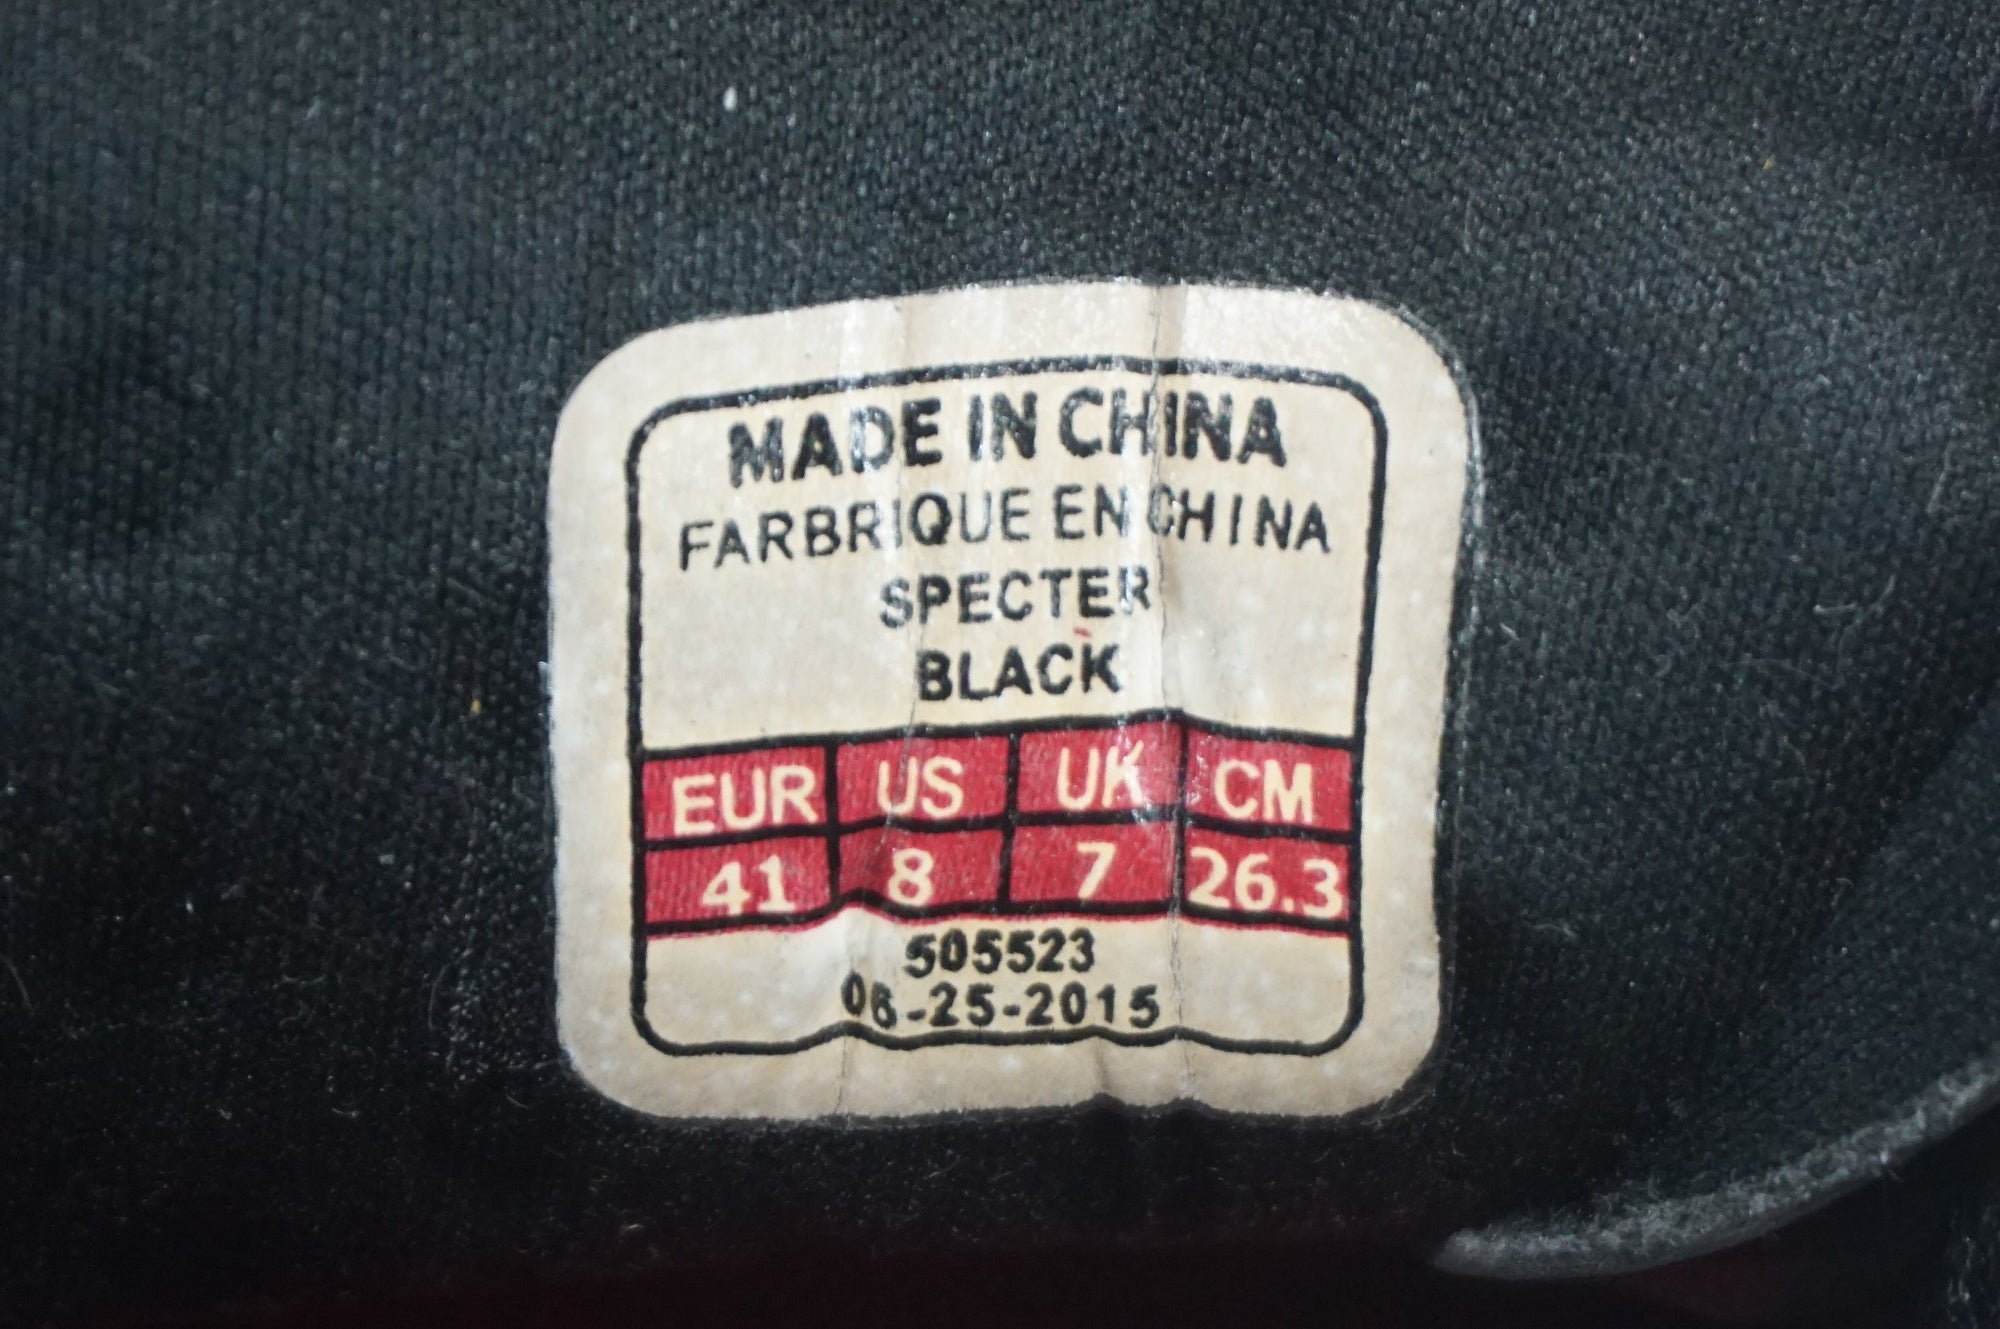 MADE IN CHINA
FARBRIQUE EN CHINA
SPECTER
BLACK
EUR US UK CM
41 8 7 26.3
505523
06-25-2015